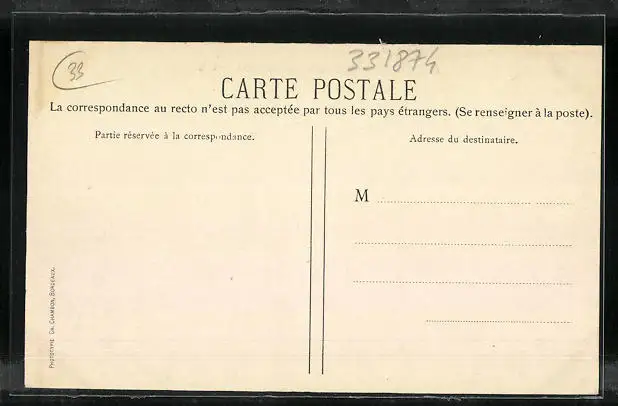 33
331874
CARTE POSTALE
La correspondance au recto n'est pas acceptée par tous les pays étrangers. (Se renseigner à la poste).
Partie réservée à la correspondance.
Adresse du destinataire.
M
PHOTOTYPIE CH. CHAMBON, BORDEAUX.